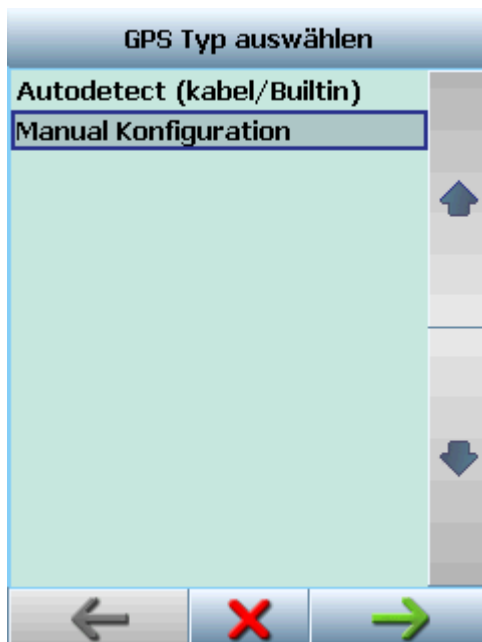 GPS Typ auswählen
Autodetect (kabel/Builtin)
Manual Konfiguration